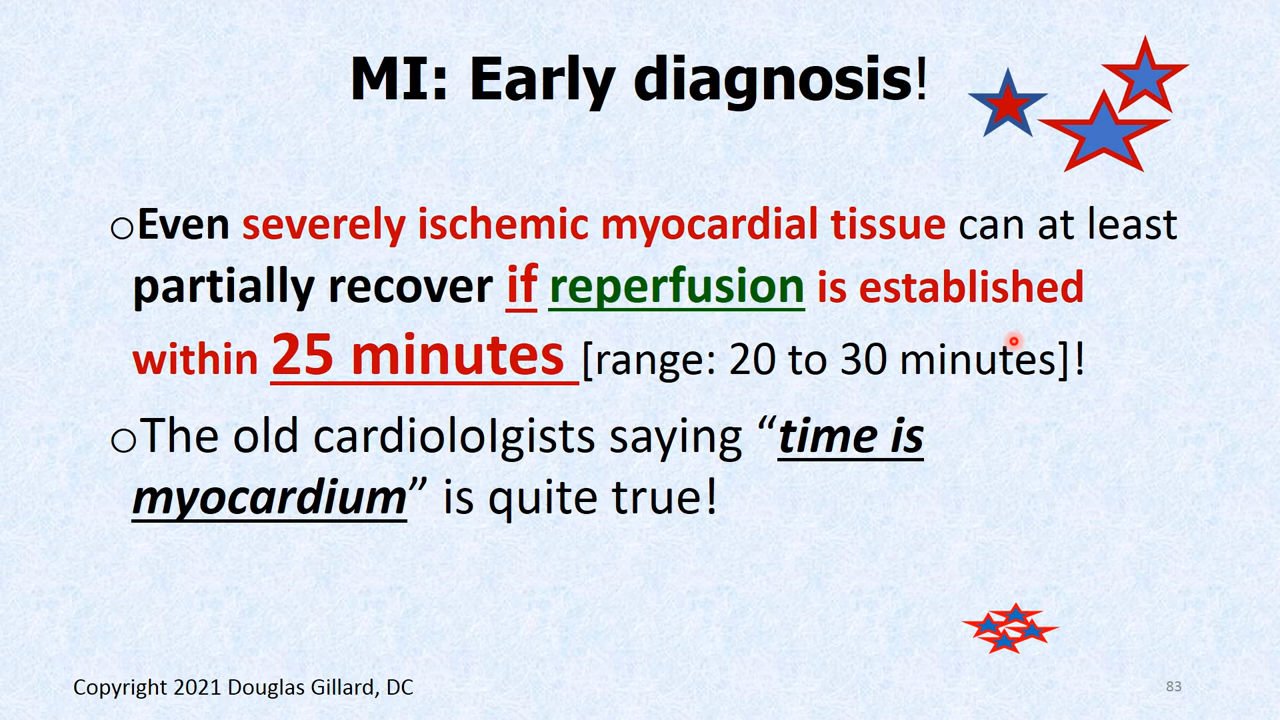 MI: Early diagnosis!
○Even severely ischemic myocardial tissue can at least
partially recover if reperfusion is established
within 25 minutes [range: 20 to 30 minutes]!
○The old cardiololgists saying “time is
myocardium” is quite true!
Copyright 2021 Douglas Gillard, DC
83